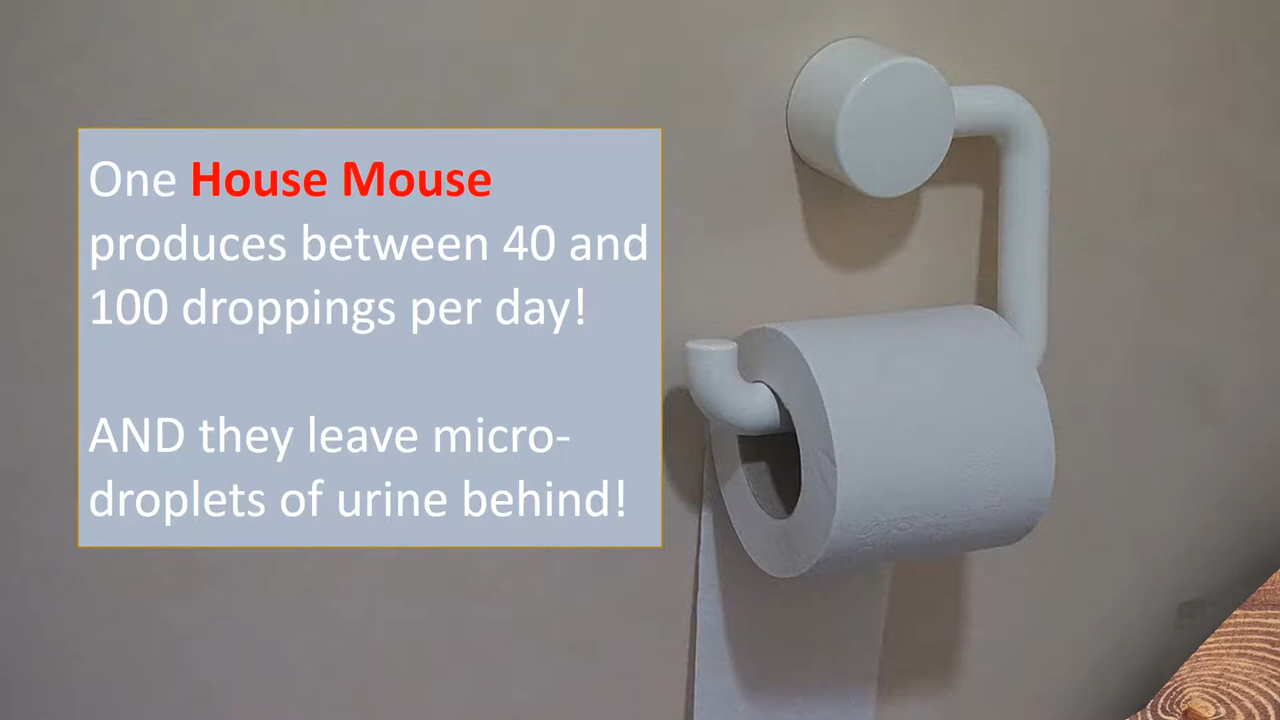 One House Mouse
produces between 40 and
100 droppings per day!
AND they leave micro-
droplets of urine behind!